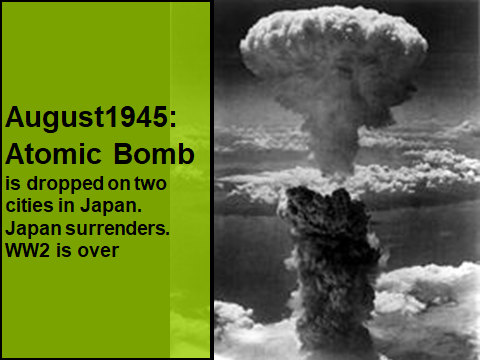 August1945:
Atomic Bomb
is dropped on two
cities in Japan.
Japan surrenders.
WW2 is over